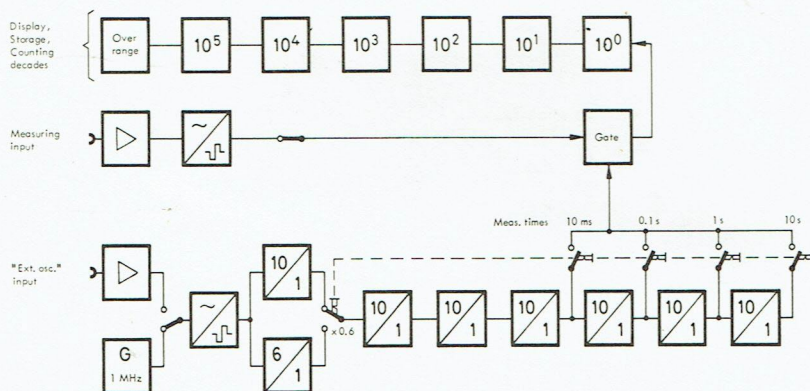 Display,
Storage,
Counting
decades
Over
range
10⁵
10⁴
10³
10²
10¹
10⁰
Measuring
input
~
Gate
Meas. times
10 ms
0.1 s
1 s
10 s
"Ext. osc."
input
~
10
1
x 0.6
10
1
10
1
10
1
10
1
10
1
10
1
G
1 MHz
6
1